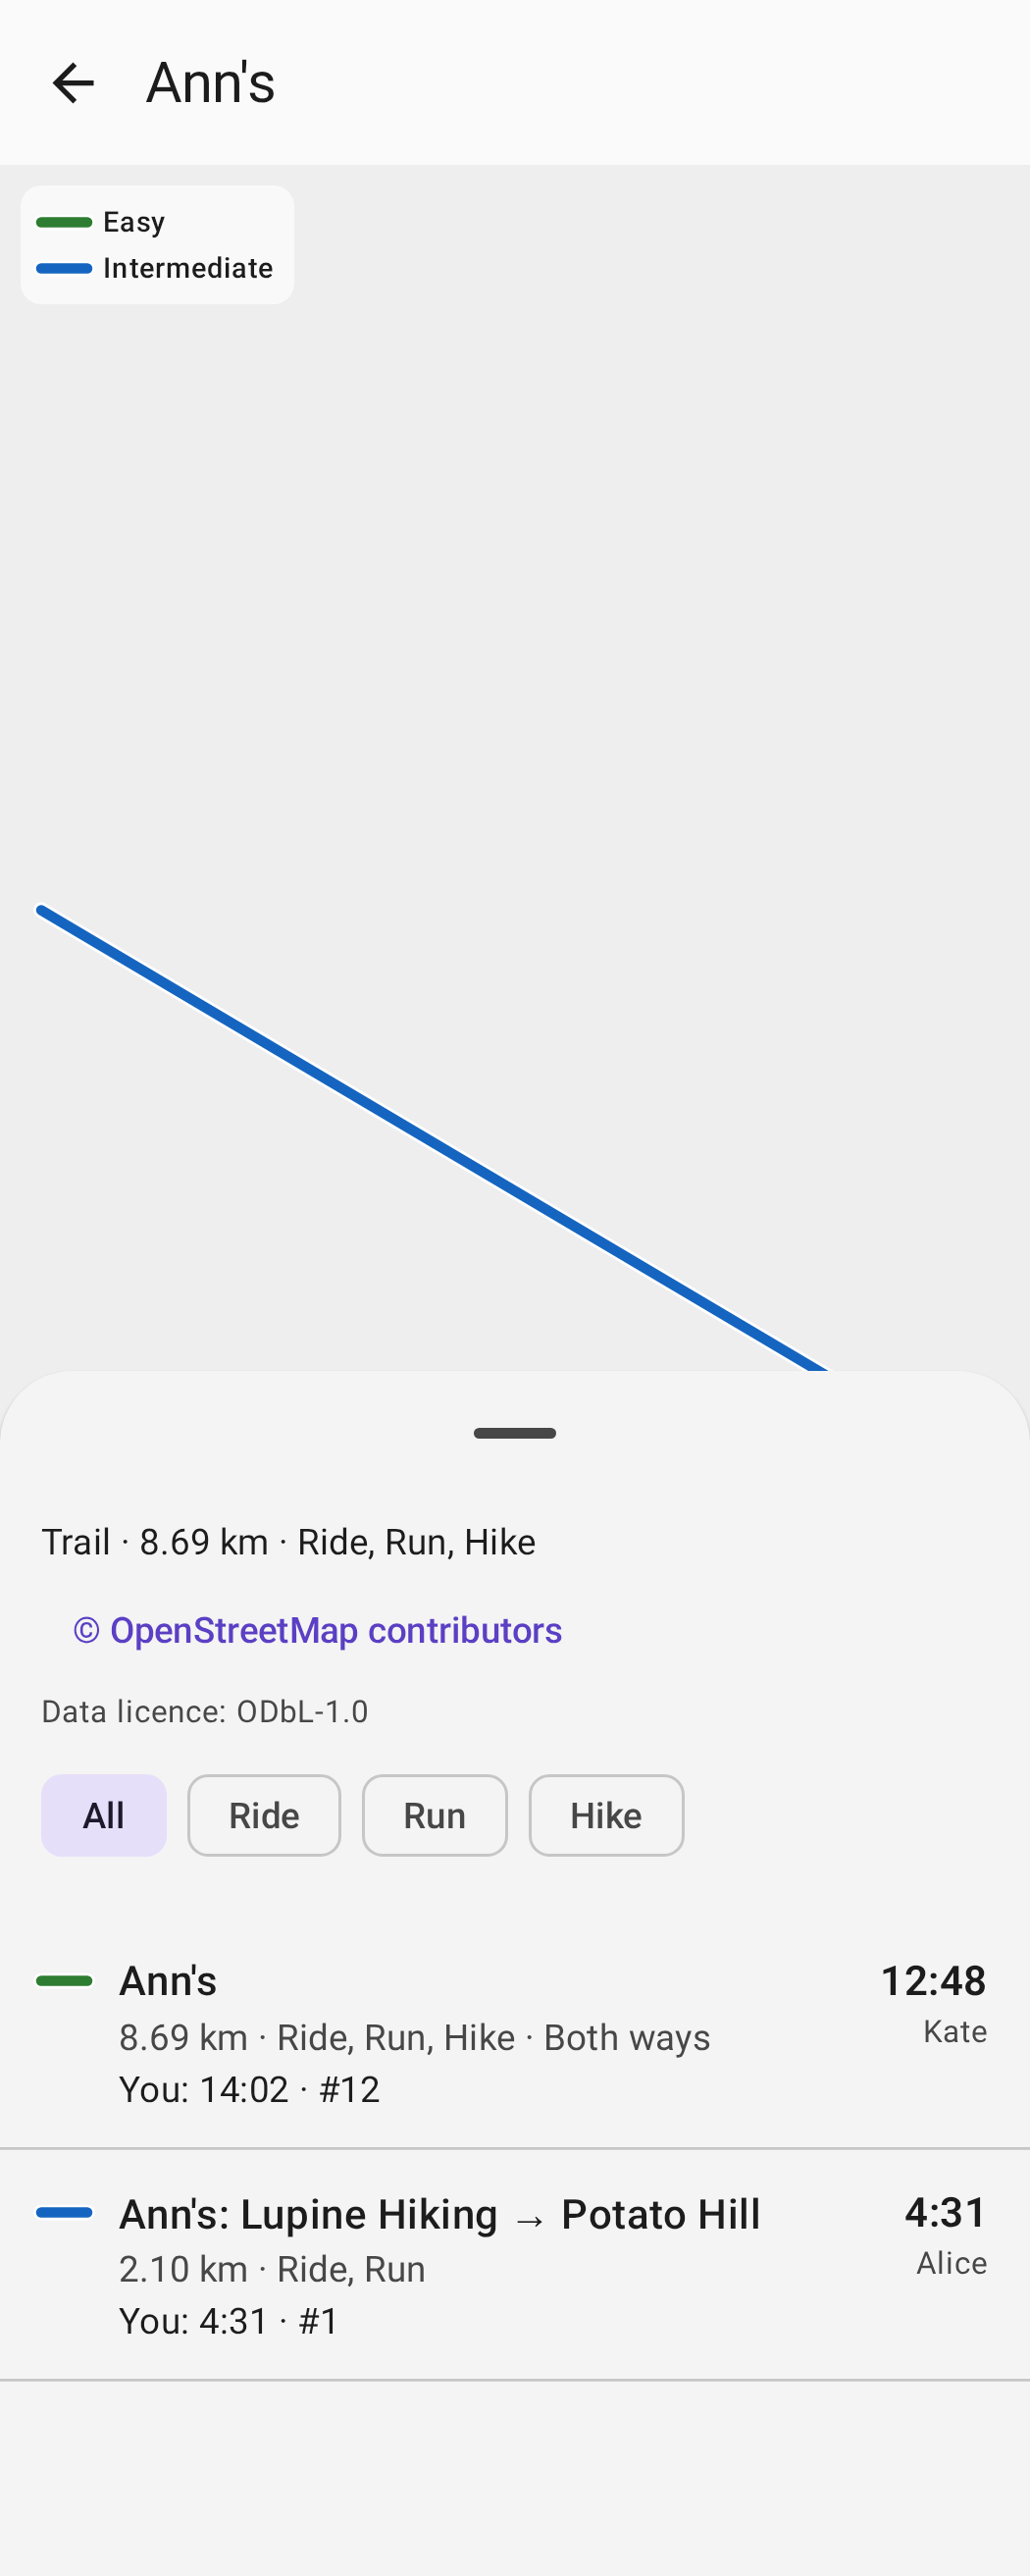 Ann's
Easy
Intermediate
Trail · 8.69 km · Ride, Run, Hike
© OpenStreetMap contributors
Data licence: ODbL-1.0
All
Ride
Run
Hike
Ann's
12:48
8.69 km · Ride, Run, Hike · Both ways
Kate
You: 14:02 · #12
Ann's: Lupine Hiking → Potato Hill
4:31
2.10 km · Ride, Run
Alice
You: 4:31 · #1